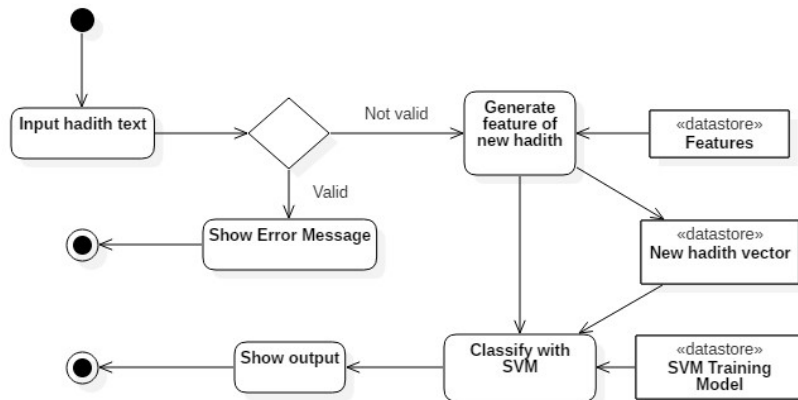 Input hadith text
Not valid
Generate
feature of
new hadith
«datastore»
Features
Valid
Show Error Message
«datastore»
New hadith vector
Show output
Classify with
SVM
«datastore»
SVM Training
Model